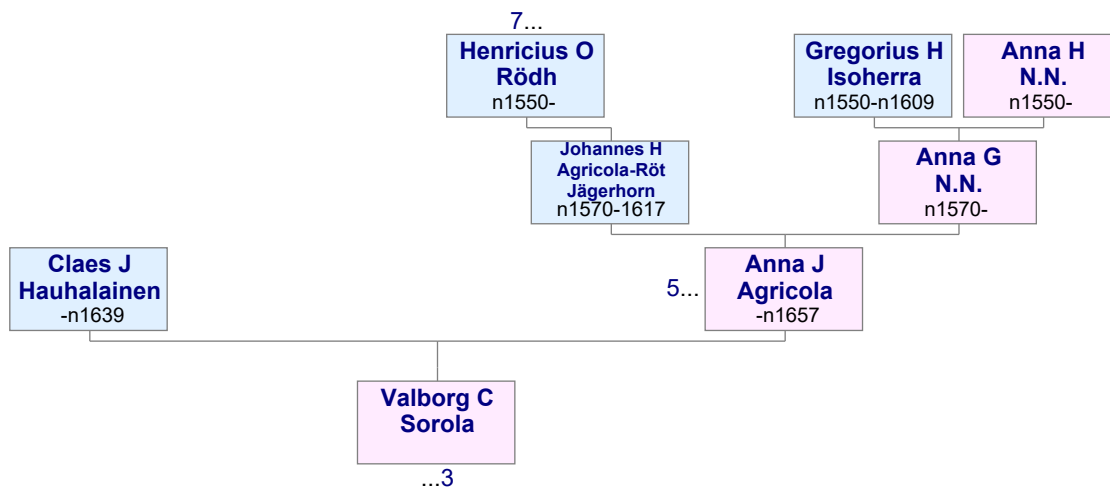 7...
Henricius O
Rödh
n1550-
Gregorius H
Isoherra
n1550-n1609
Anna H
N.N.
n1550-
Johannes H
Agricola-Röt
Jägerhorn
n1570-1617
Anna G
N.N.
n1570-
Claes J
Hauhalainen
-n1639
5...
Anna J
Agricola
-n1657
Valborg C
Sorola
...3